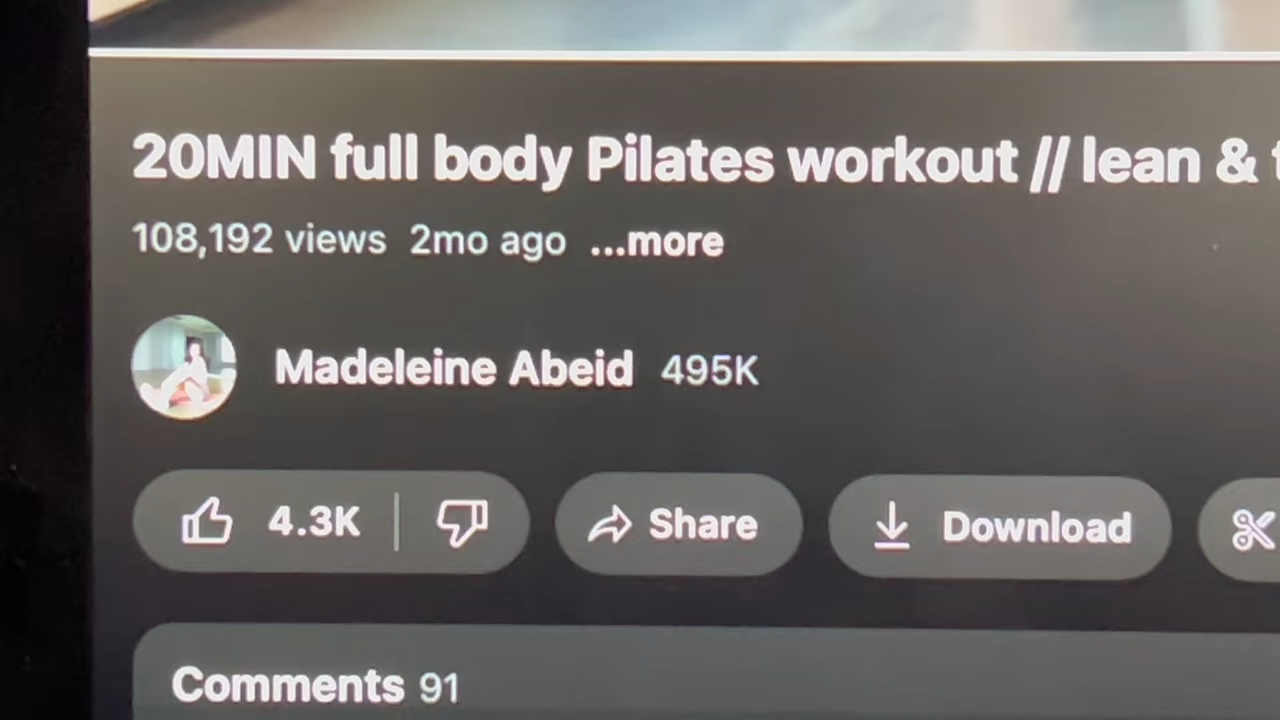 20MIN full body Pilates workout // lean &
108,192 views 2mo ago ...more
Madeleine Abeid 495K
4.3K
Share
Download
Comments 91